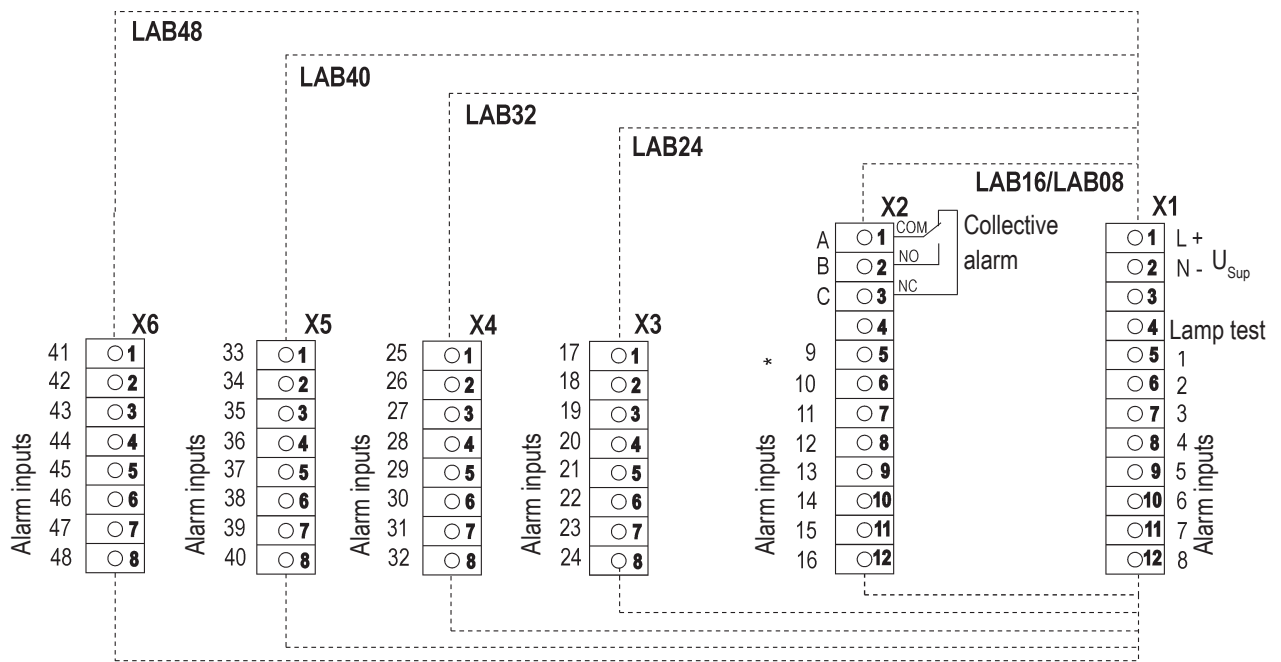 LAB48
LAB40
LAB32
LAB24
LAB16/LAB08
X2
X1
A 1 COM Collective
alarm
B 2 NO
C 3 NC
4
* 9 5
10 6
11 7
12 8
13 9
14 10
15 11
16 12
Alarm inputs
1 L +
2 N - USup
3
4 Lamp test
5 1
6 2
7 3
8 4
9 5
10 6
11 7
12 8
Alarm inputs
X6
41 1
42 2
43 3
44 4
45 5
46 6
47 7
48 8
Alarm inputs
X5
33 1
34 2
35 3
36 4
37 5
38 6
39 7
40 8
Alarm inputs
X4
25 1
26 2
27 3
28 4
29 5
30 6
31 7
32 8
Alarm inputs
X3
17 1
18 2
19 3
20 4
21 5
22 6
23 7
24 8
Alarm inputs